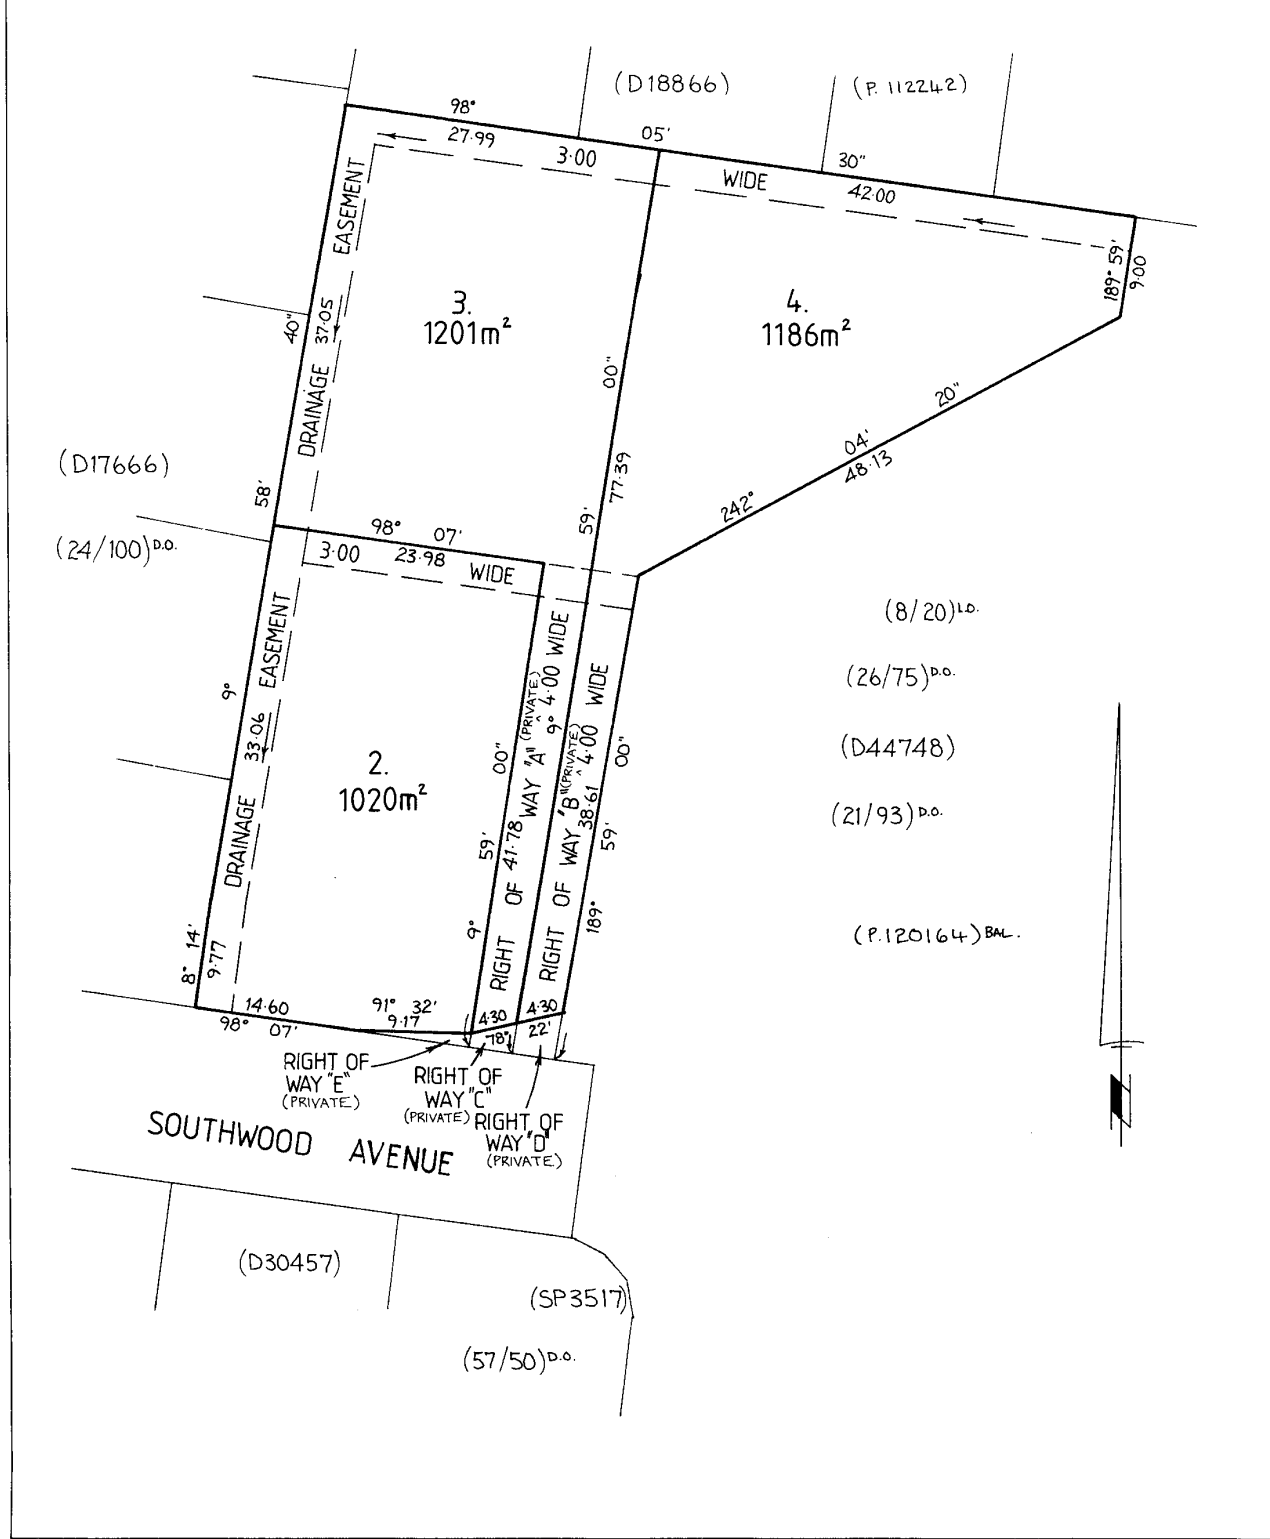 (D18866)
(P. 112242)
98° 05' 30"
27·99
3·00 WIDE
42·00
189° 59'
9·00
DRAINAGE EASEMENT
37·05
40"
58'
9°
3.
1201m²
4.
1186m²
00"
59'
9°
77·39
20"
04'
242°
48·13
(D17666)
(24/100)D.O.
98° 07'
3·00 WIDE
23·98
(8/20)L.D.
(26/75)D.O.
(D44748)
(21/93)D.O.
(P.120164)BAL.
DRAINAGE EASEMENT
33·06
2.
1020m²
00"
59'
9°
41·78
RIGHT OF WAY "A" (PRIVATE) ^ 4·00 WIDE
RIGHT OF WAY "B" (PRIVATE) ^ 4·00 WIDE
38·61
00"
59'
189°
8° 14'
9·77
14·60
98° 07'
91° 32'
9·17
4·30
4·30
78° 22'
RIGHT OF
WAY "E"
(PRIVATE)
RIGHT OF
WAY "C"
(PRIVATE)
RIGHT OF
WAY "D"
(PRIVATE)
SOUTHWOOD AVENUE
(D30457)
(SP3517)
(57/50)D.O.